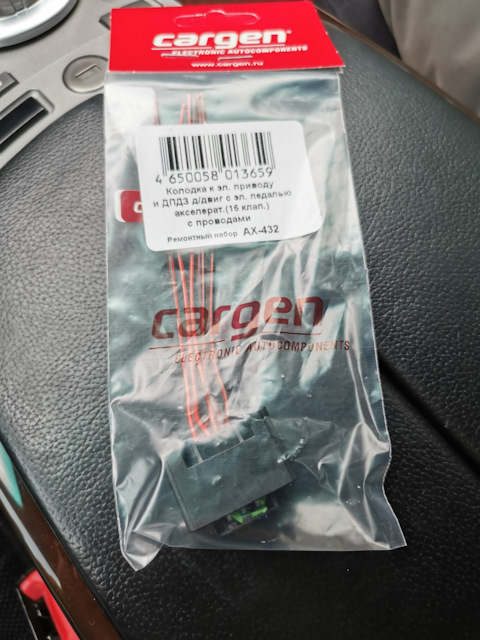 cargen®
ELECTRONIC AUTOCOMPONENTS
www.cargen.ru
4 650058 013659
Колодка к эл. приводу
и ДПДЗ д/двиг с эл. педалью
акселерат.(16 клап.)
с проводами
Ремонтный набор AX-432
cargen
ELECTRONIC AUTOCOMPONENTS